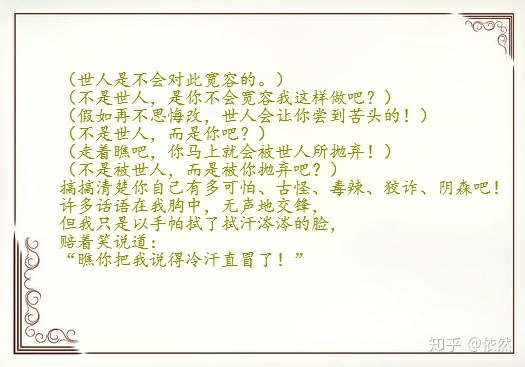 （世人是不会对此宽容的。）
（不是世人，是你不会宽容我这样做吧？）
（假如再不思悔改，世人会让你尝到苦头的！）
（不是世人，而是你吧？）
（走着瞧吧，你马上就会被世人所抛弃！）
（不是被世人，而是被你抛弃吧？）
搞搞清楚你自己有多可怕、古怪、毒辣、狡诈、阴森吧！
许多话语在我胸中，无声地交锋，
但我只是以手帕拭了拭汗涔涔的脸，
赔着笑说道：
“瞧你把我说得冷汗直冒了！”
知乎 @依然